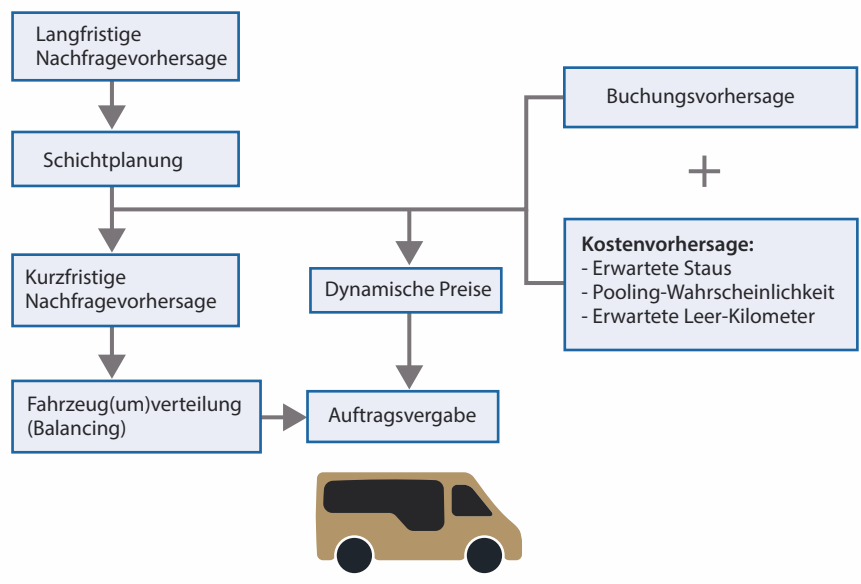 Langfristige
Nachfragevorhersage
Schichtplanung
Kurzfristige
Nachfragevorhersage
Fahrzeug(um)verteilung
(Balancing)
Dynamische Preise
Auftragsvergabe
Buchungsvorhersage
+
Kostenvorhersage:
- Erwartete Staus
- Pooling-Wahrscheinlichkeit
- Erwartete Leer-Kilometer